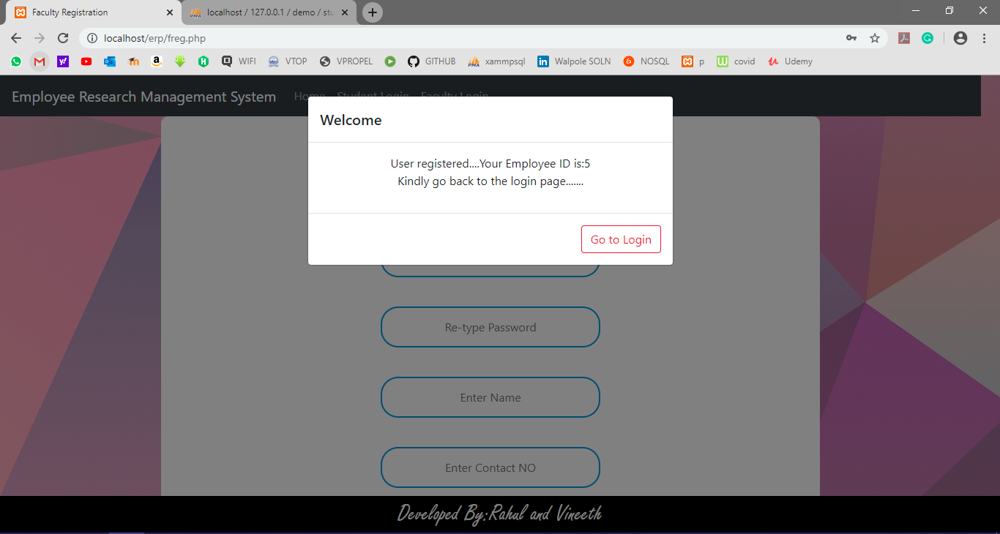 Faculty Registration
localhost / 127.0.0.1 / demo / stu
localhost/erp/freg.php
WIFI VTOP VPROPEL GITHUB xammpsql Walpole SOLN NOSQL p covid Udemy
Employee Research Management System Home Student Login Faculty Login
Welcome
User registered....Your Employee ID is:5
Kindly go back to the login page.......
Go to Login
Re-type Password
Enter Name
Enter Contact NO
Developed By:Rahul and Vineeth